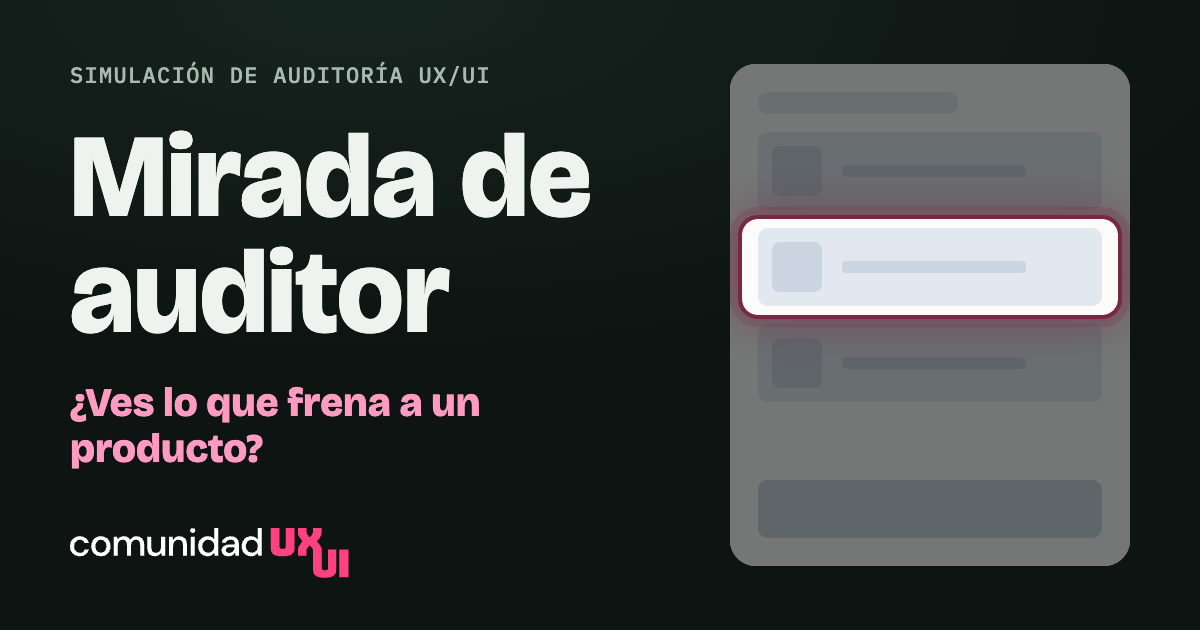 SIMULACIÓN DE AUDITORÍA UX/UI
Mirada de
auditor
¿Ves lo que frena a un
producto?
comunidad UX
UI